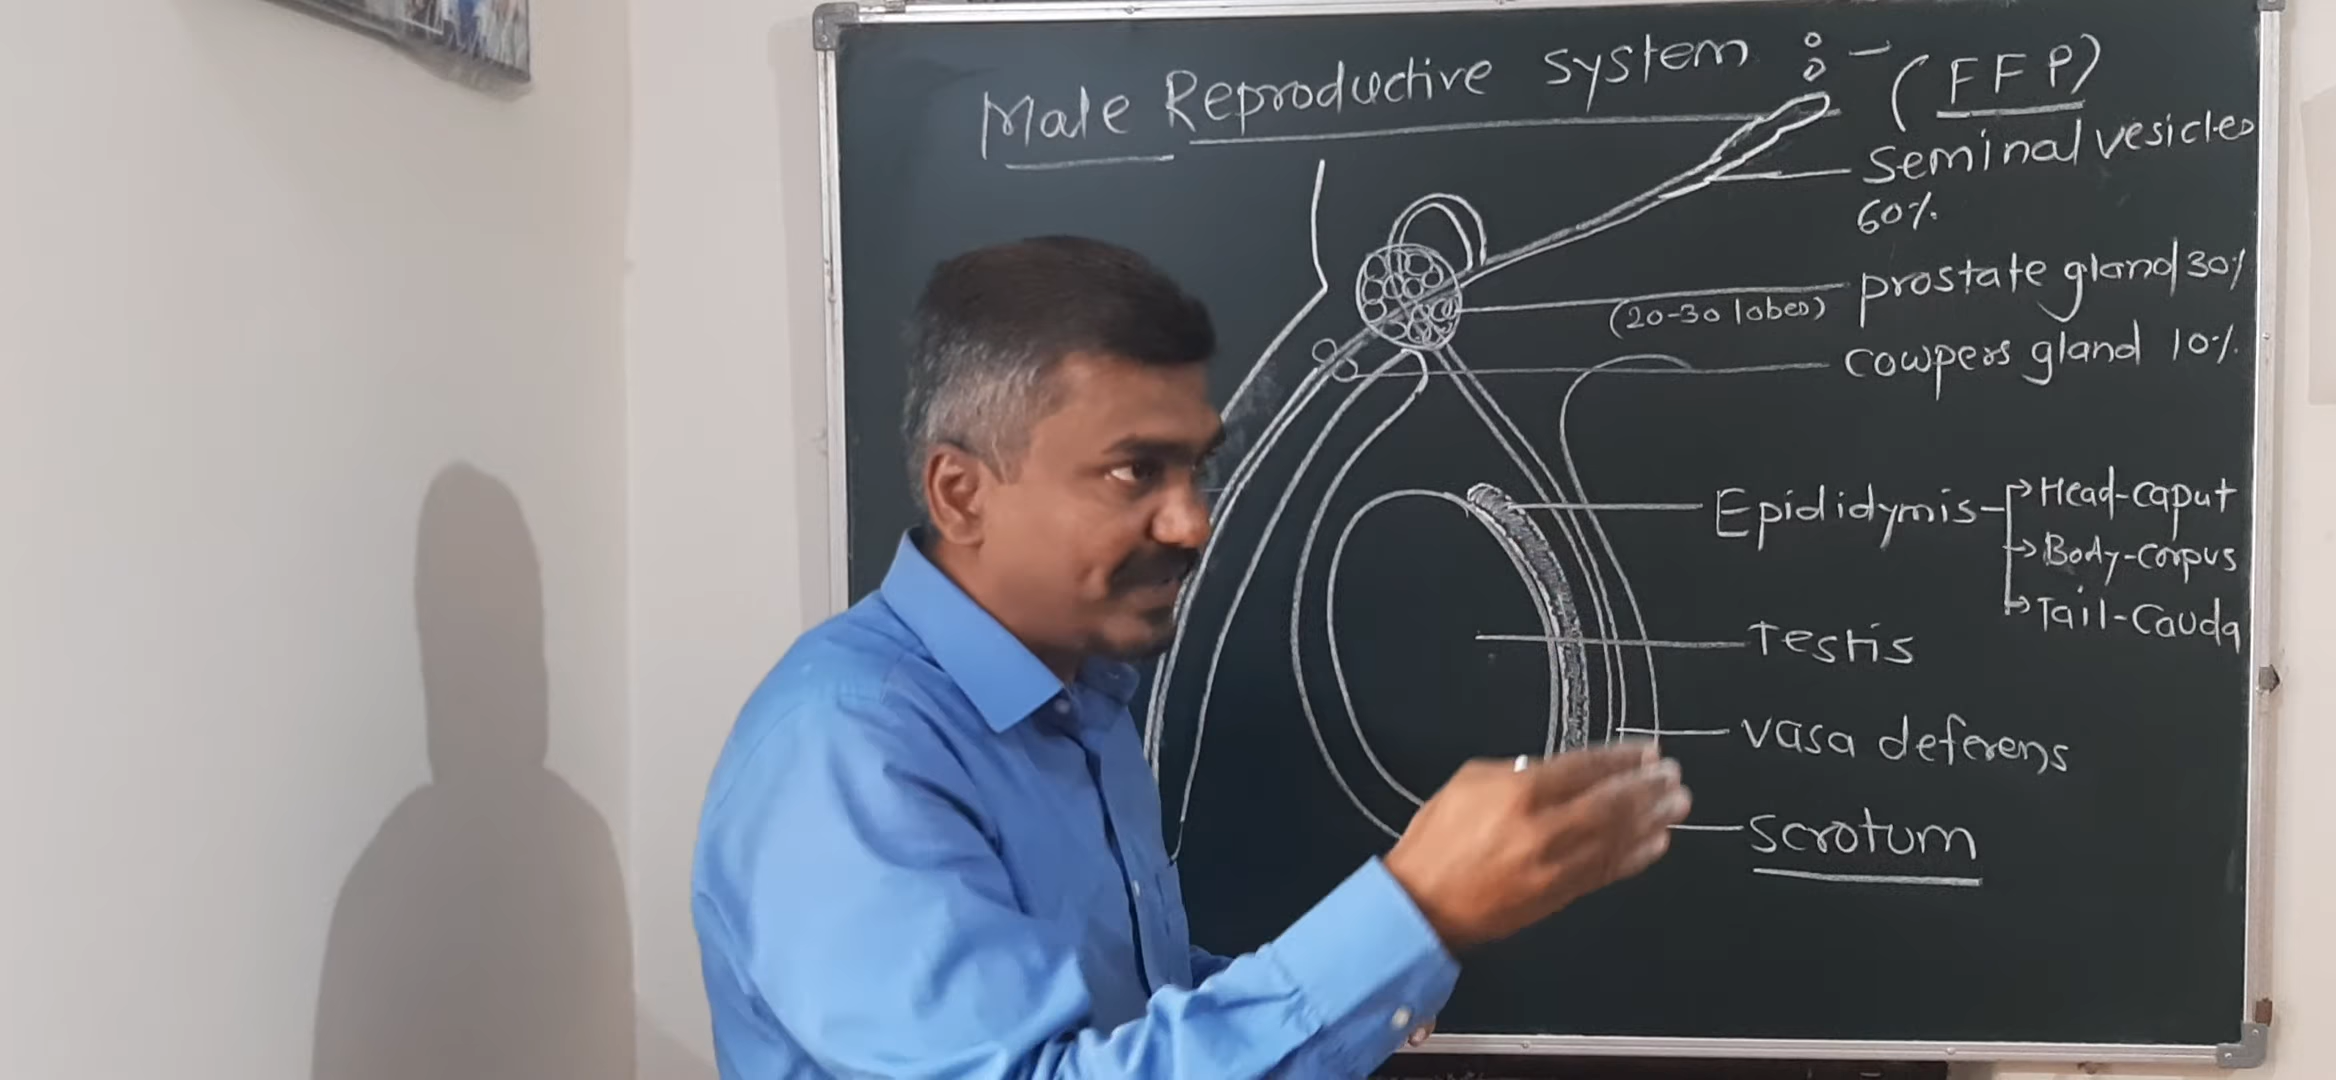 Male Reproductive System :- (FFP)
Seminal vesicles
60%
prostate gland 30%
(20-30 lobes)
cowpers gland 10%
Epididymis
Head-caput
Body-corpus
Tail-Cauda
Testis
vasa deferens
Scrotum